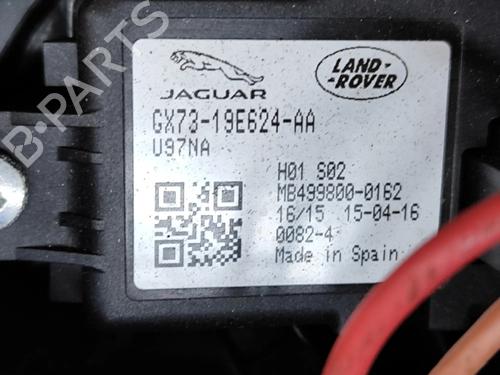 JAGUAR
LAND-
ROVER
GX73-19E624-AA
U97NA
H01 S02
MB499800-0162
16/15 15-04-16
0082-4
Made in Spain